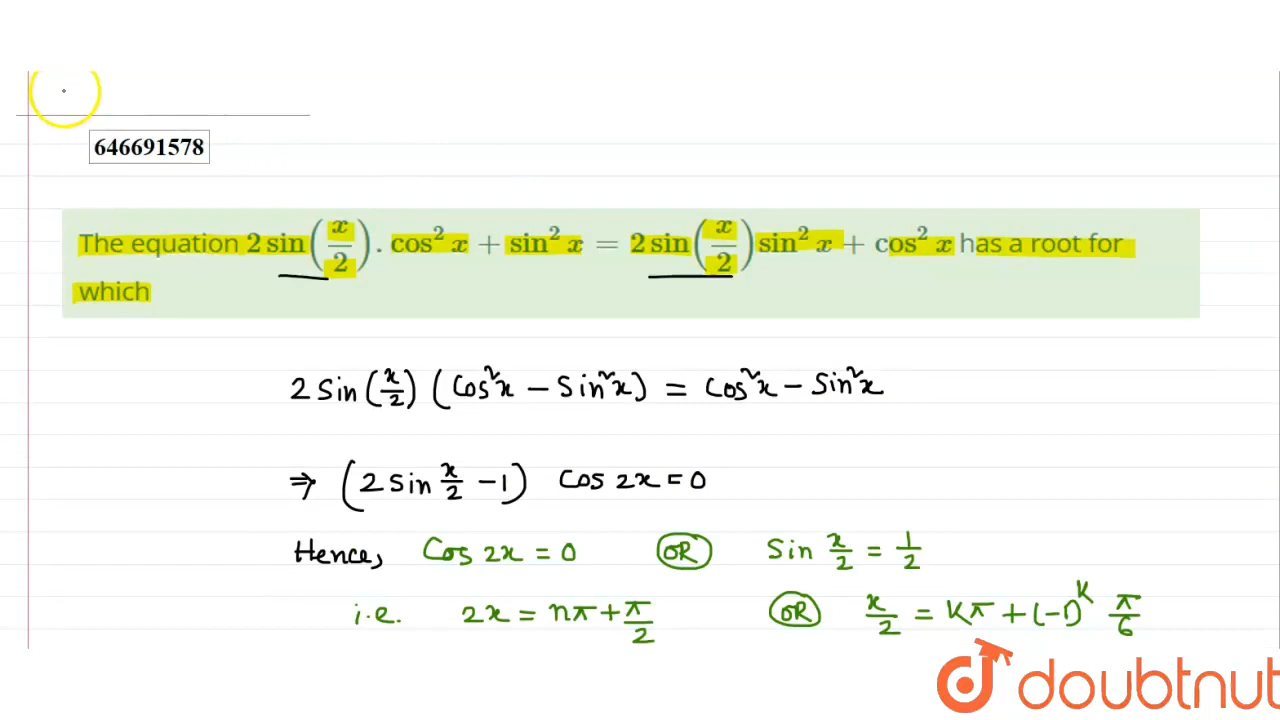 646691578
The equation 2 sin(x/2). cos² x + sin² x = 2 sin(x/2) sin² x + cos² x has a root for
which
2 Sin (x/2) (Cos²x - Sin²x) = Cos²x - Sin²x
⇒ (2 Sin x/2 - 1) Cos 2x = 0
Hence, Cos 2x = 0 OR Sin x/2 = 1/2
i.e. 2x = nπ + π/2 OR x/2 = Kπ + (-1)^K π/6
doubtnut